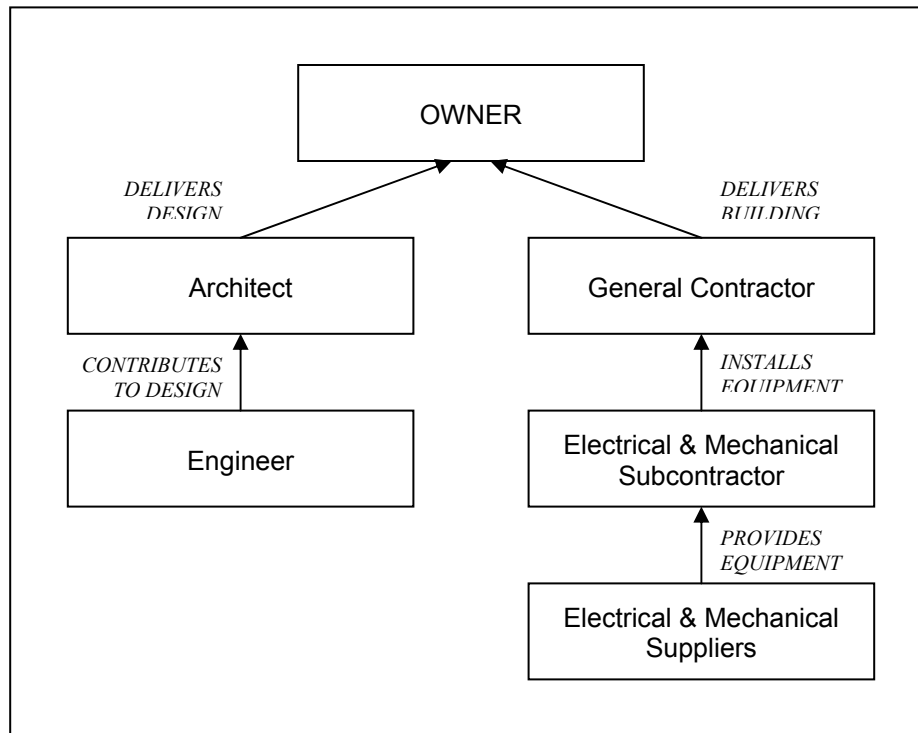 OWNER
DELIVERS
DESIGN
DELIVERS
BUILDING
Architect
General Contractor
CONTRIBUTES
TO DESIGN
INSTALLS
EQUIPMENT
Engineer
Electrical & Mechanical
Subcontractor
PROVIDES
EQUIPMENT
Electrical & Mechanical
Suppliers